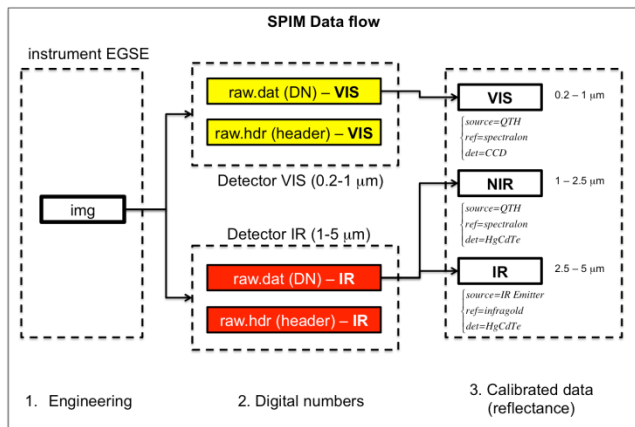 SPIM Data flow
instrument EGSE
img
raw.dat (DN) – VIS
raw.hdr (header) – VIS
Detector VIS (0.2-1 μm)
Detector IR (1-5 μm)
raw.dat (DN) – IR
raw.hdr (header) – IR
VIS
0.2 – 1 μm
source=QTH
ref=spectralon
det=CCD
NIR
1 – 2.5 μm
source=QTH
ref=spectralon
det=HgCdTe
IR
2.5 – 5 μm
source=IR Emitter
ref=infragold
det=HgCdTe
1. Engineering
2. Digital numbers
3. Calibrated data
(reflectance)